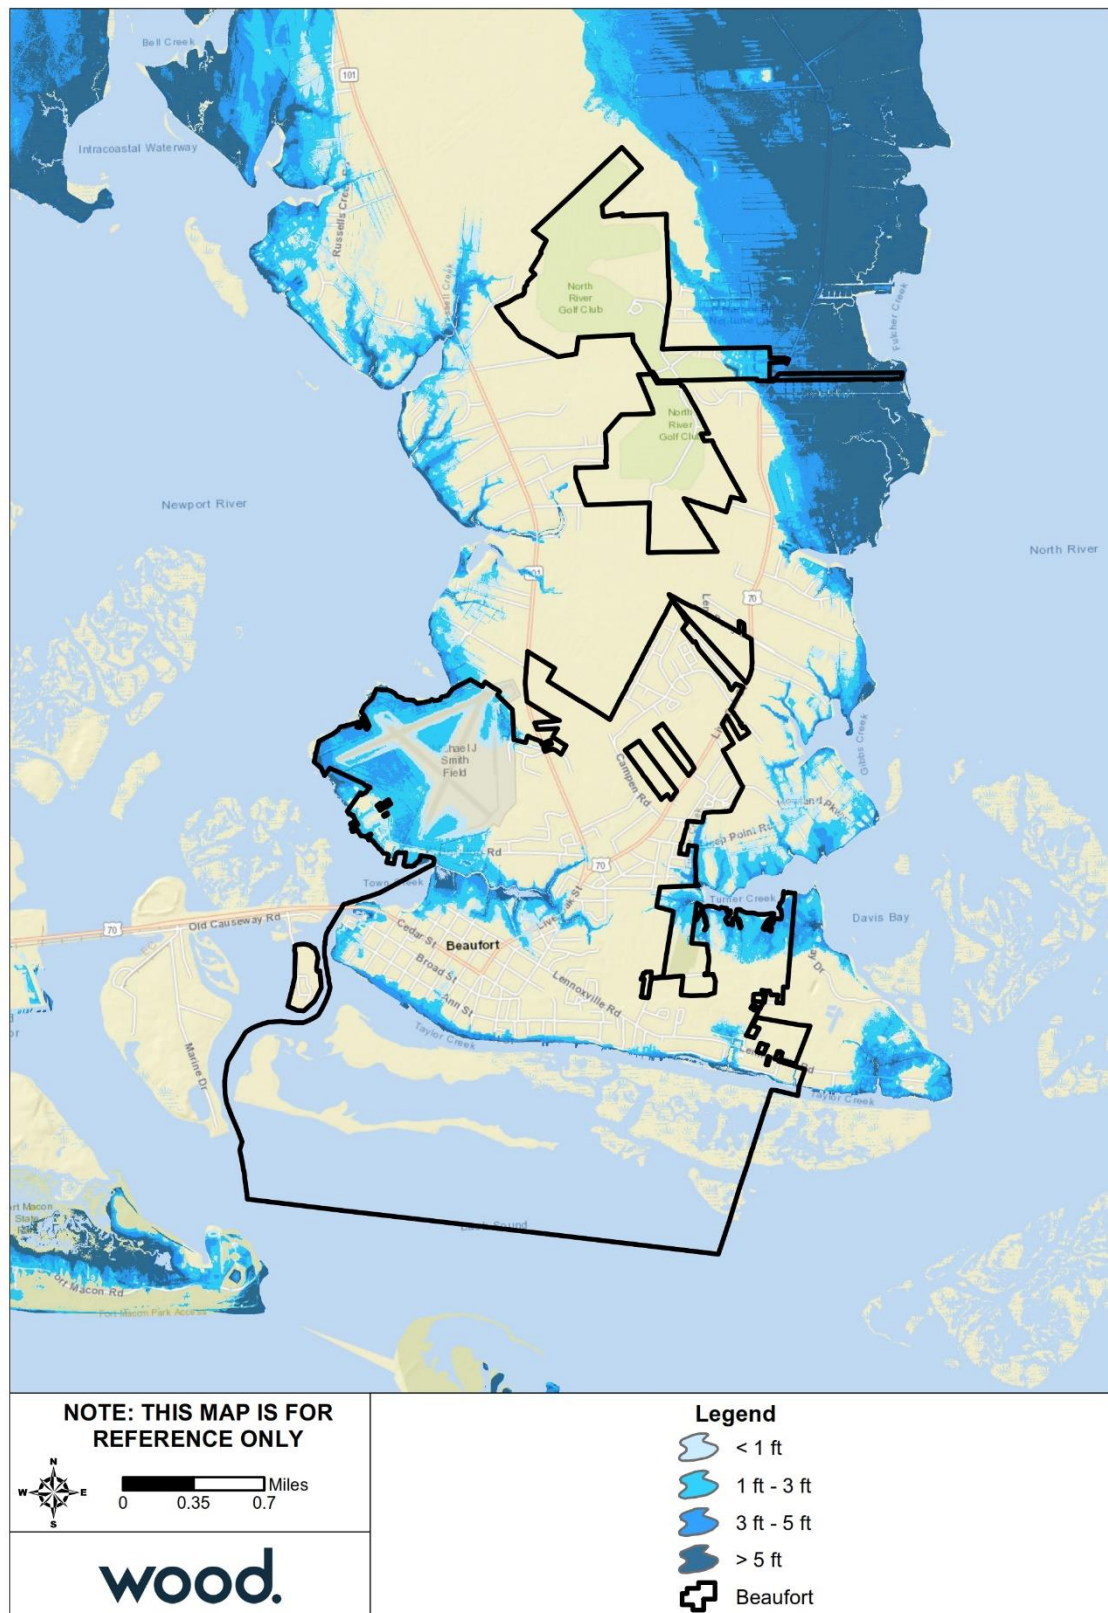 Bell Creek
101
Intracoastal Waterway
North
River
Golf Club
Fulcher Creek
North
River
Golf Club
Newport River
North River
70
Gibbs Creek
Smith
Field
Campen Rd
70
Turner Creek
Old Causeway Rd
70
Cedar St
Beaufort
Davis Bay
Broad St
Lennoxville Rd
Ann St
Taylor Creek
Marine Dr
Taylor Creek
Fort Macon Park Access
NOTE: THIS MAP IS FOR
REFERENCE ONLY
N
W
E
S
Miles
0
0.35
0.7
wood.
Legend
< 1 ft
1 ft - 3 ft
3 ft - 5 ft
> 5 ft
Beaufort